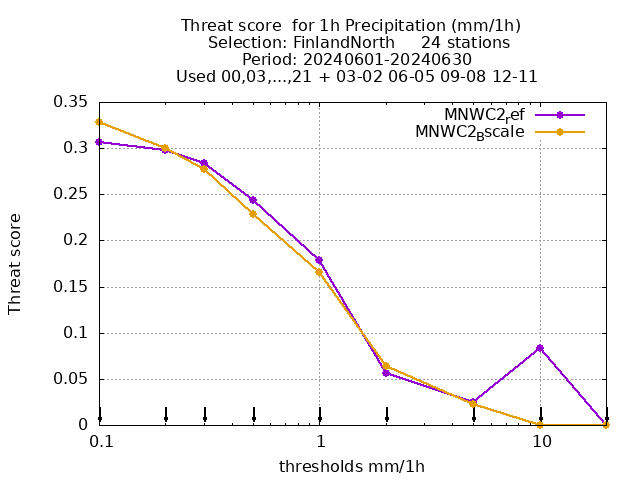 Threat score  for 1h Precipitation (mm/1h)
Selection: FinlandNorth     24 stations
Period: 20240601-20240630
Used 00,03,...,21 + 03-02 06-05 09-08 12-11
MNWC2ref
MNWC2Bscale
0.35
0.3
0.25
0.2
0.15
0.1
0.05
0
Threat score
0.1 1 10
thresholds mm/1h